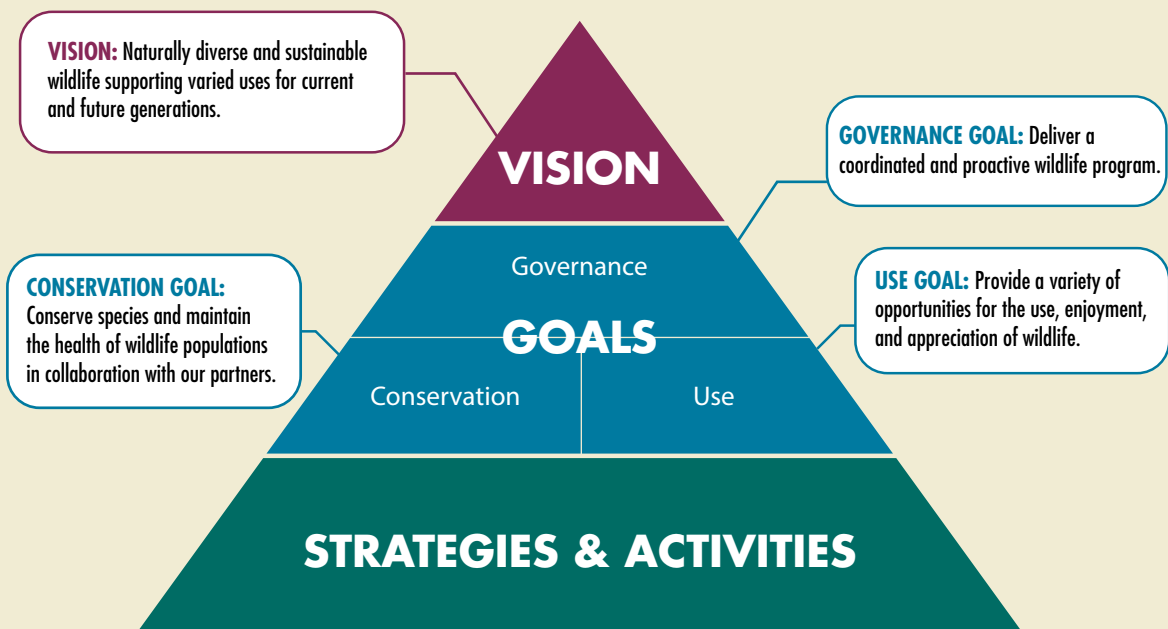 VISION: Naturally diverse and sustainable
wildlife supporting varied uses for current
and future generations.
VISION
GOVERNANCE GOAL: Deliver a
coordinated and proactive wildlife program.
Governance
GOALS
CONSERVATION GOAL:
Conserve species and maintain
the health of wildlife populations
in collaboration with our partners.
USE GOAL: Provide a variety of
opportunities for the use, enjoyment,
and appreciation of wildlife.
Conservation
Use
STRATEGIES & ACTIVITIES